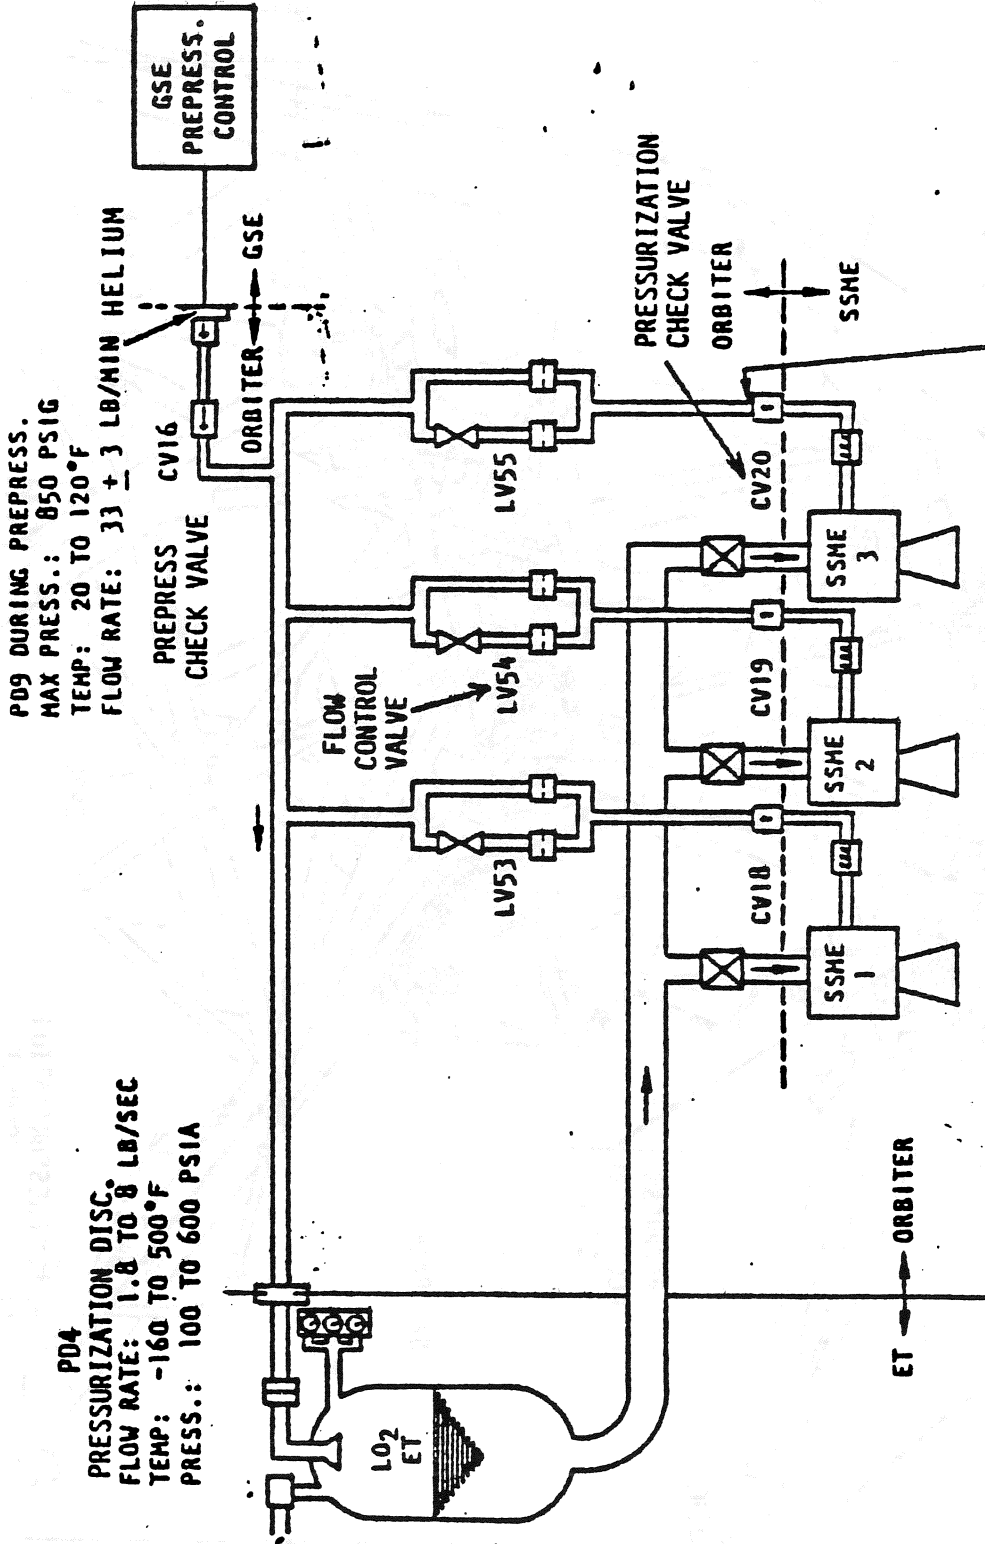 PD4
PRESSURIZATION DISC.
FLOW RATE: 1.8 TO 8 LB/SEC
TEMP: -160 TO 500°F
PRESS.: 100 TO 600 PSIA
PD9 DURING PREPRESS.
MAX PRESS.: 850 PSIG
TEMP: 20 TO 120°F
FLOW RATE: 33 ± 3 LB/MIN HELIUM
PREPRESS
CHECK VALVE
CV16
GSE
PREPRESS.
CONTROL
ORBITER
GSE
FLOW
CONTROL
VALVE
LV53
LV54
LV55
PRESSURIZATION
CHECK VALVE
ORBITER
SSME
CV18
CV19
CV20
LO2
ET
SSME
1
SSME
2
SSME
3
ET
ORBITER